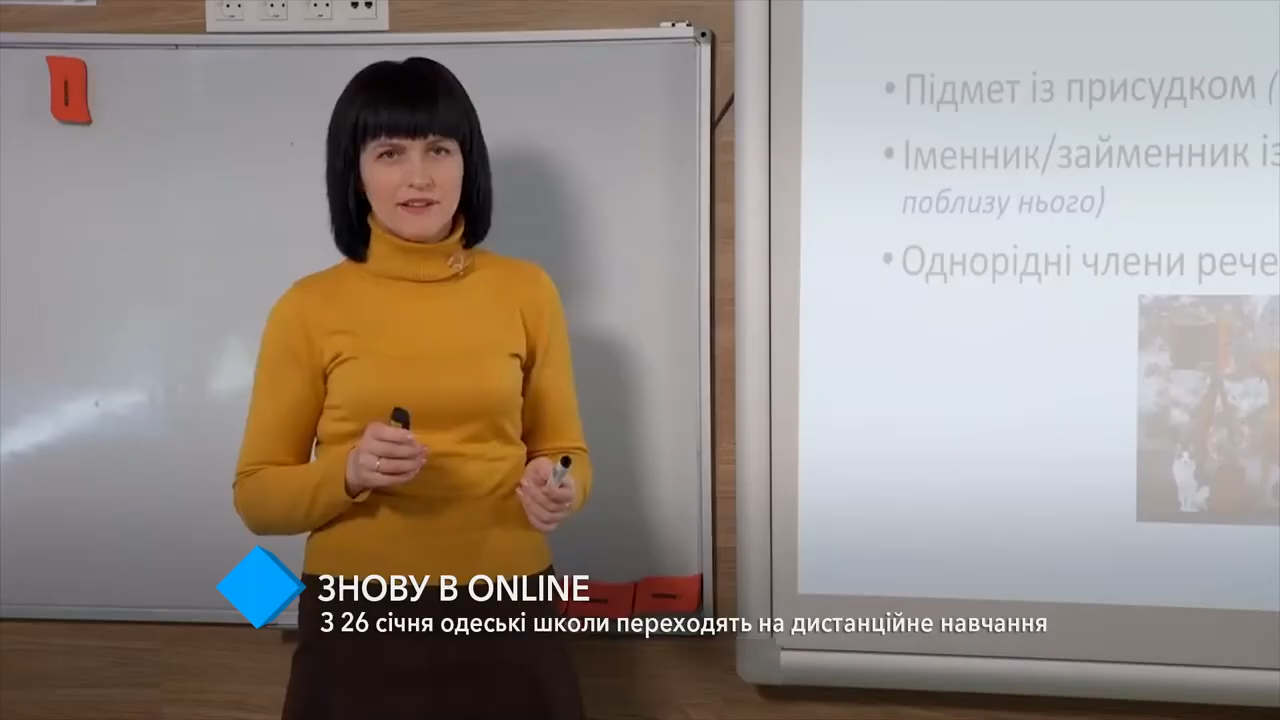 • Підмет із присудком (
• Іменник/займенник із
поблизу нього)
• Однорідні члени рече
ЗНОВУ В ONLINE
З 26 січня одеські школи переходять на дистанційне навчання